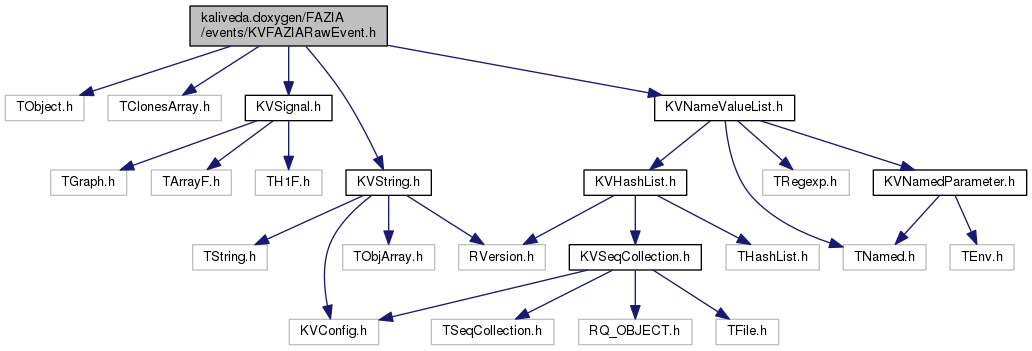 kaliveda.doxygen/FAZIA
/events/KVFAZIARawEvent.h
TObject.h
TClonesArray.h
KVSignal.h
KVNameValueList.h
TGraph.h
TArrayF.h
TH1F.h
KVString.h
KVHashList.h
TRegexp.h
KVNamedParameter.h
TString.h
TObjArray.h
RVersion.h
KVSeqCollection.h
THashList.h
TNamed.h
TEnv.h
KVConfig.h
TSeqCollection.h
RQ_OBJECT.h
TFile.h